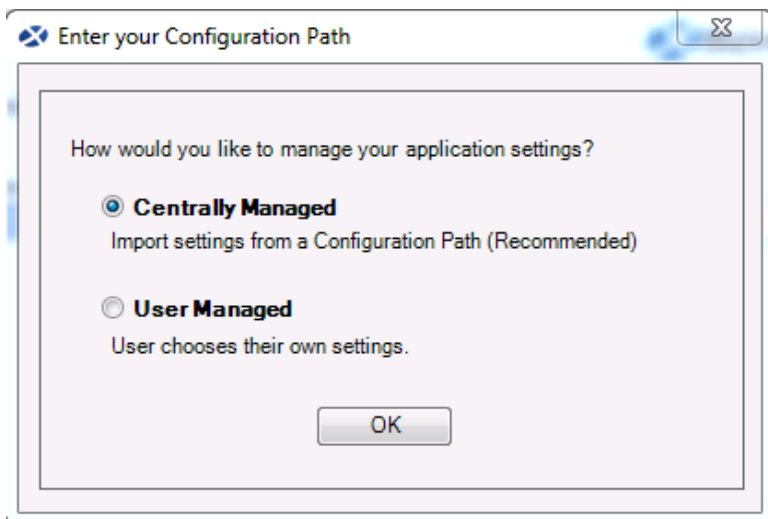 Enter your Configuration Path
How would you like to manage your application settings?
Centrally Managed
Import settings from a Configuration Path (Recommended)
User Managed
User chooses their own settings.
OK